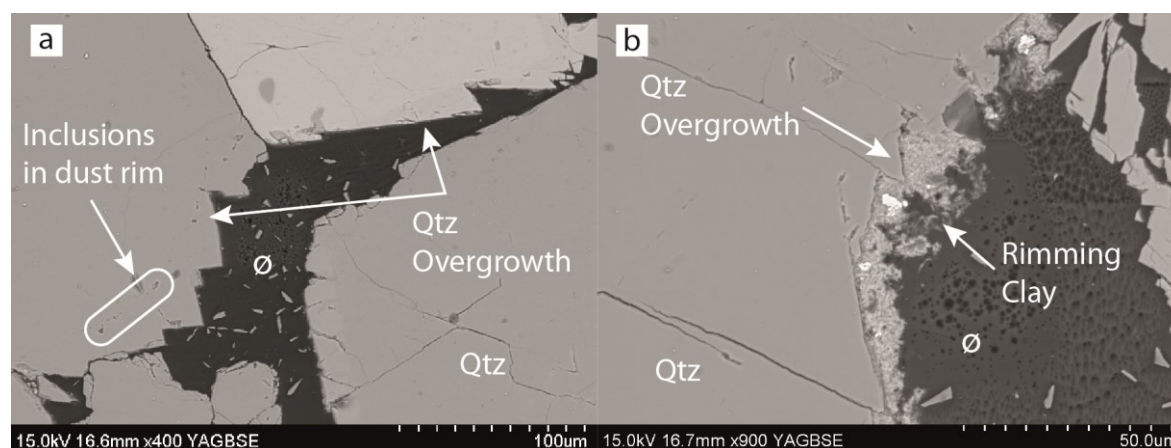 a
Inclusions
in dust rim
Qtz
Overgrowth
ø
Qtz
15.0kV 16.6mm x400 YAGBSE
100um
b
Qtz
Overgrowth
Rimming
Clay
ø
Qtz
15.0kV 16.7mm x900 YAGBSE
50.0um